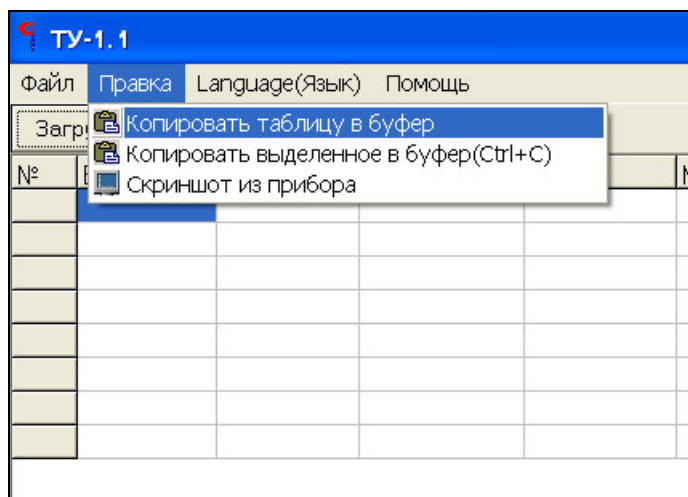 ТУ-1.1
Файл Правка Language(Язык) Помощь
Копировать таблицу в буфер
Копировать выделенное в буфер(Ctrl+C)
Скриншот из прибора
№